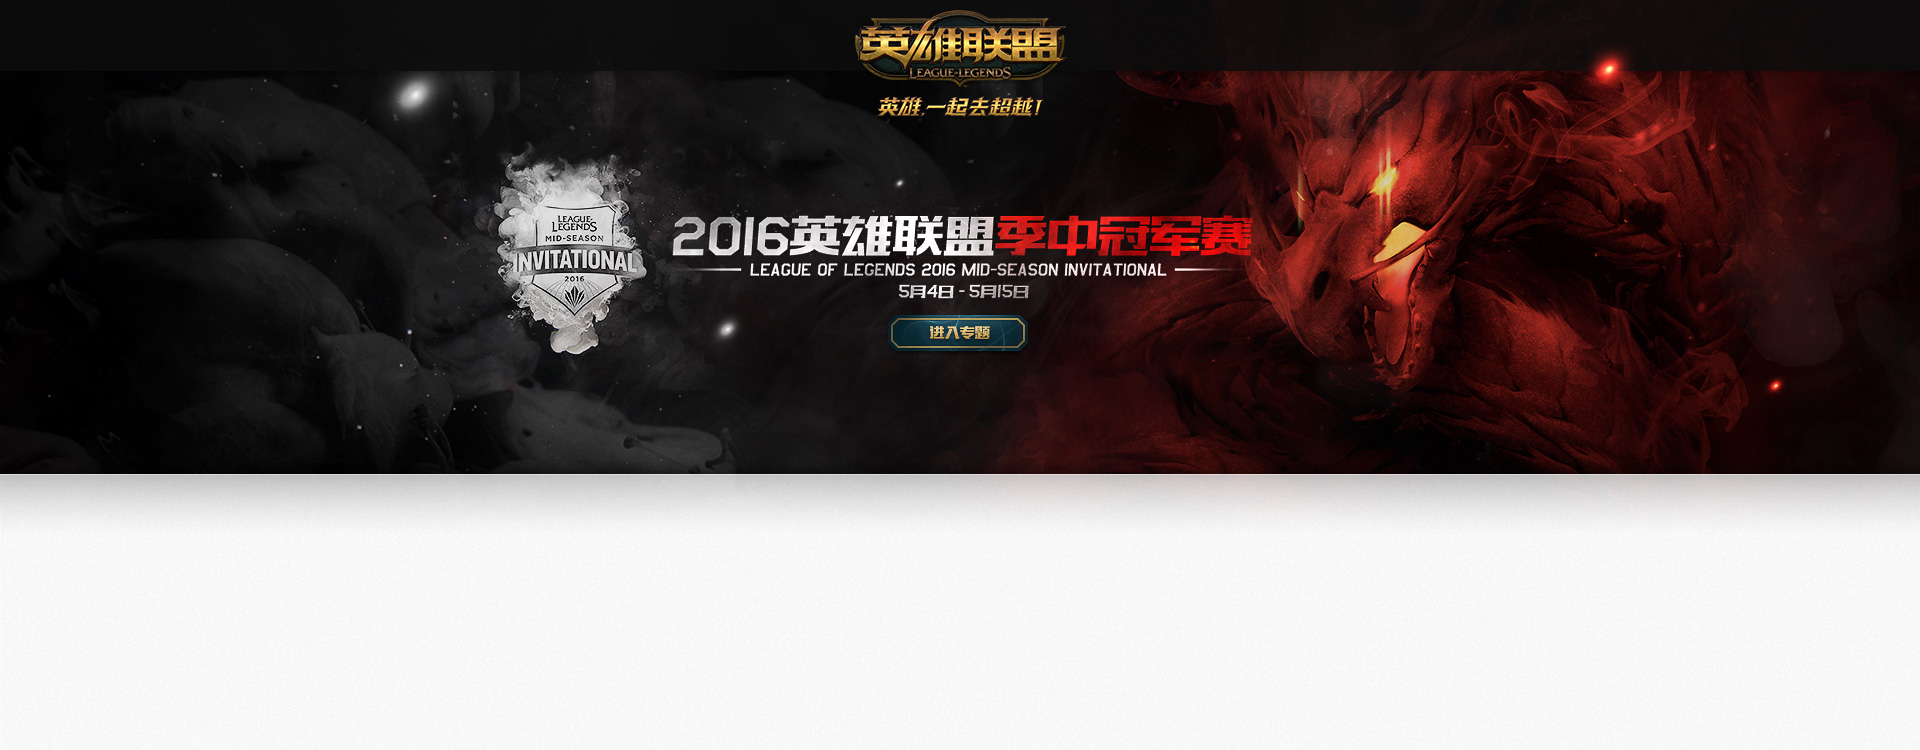 英雄联盟
LEAGUE OF LEGENDS
英雄,一起去超越!
LEAGUE OF
LEGENDS
MID-SEASON
INVITATIONAL
2016
2016英雄联盟季中冠军赛
LEAGUE OF LEGENDS 2016 MID-SEASON INVITATIONAL
5月4日 - 5月15日
进入专题